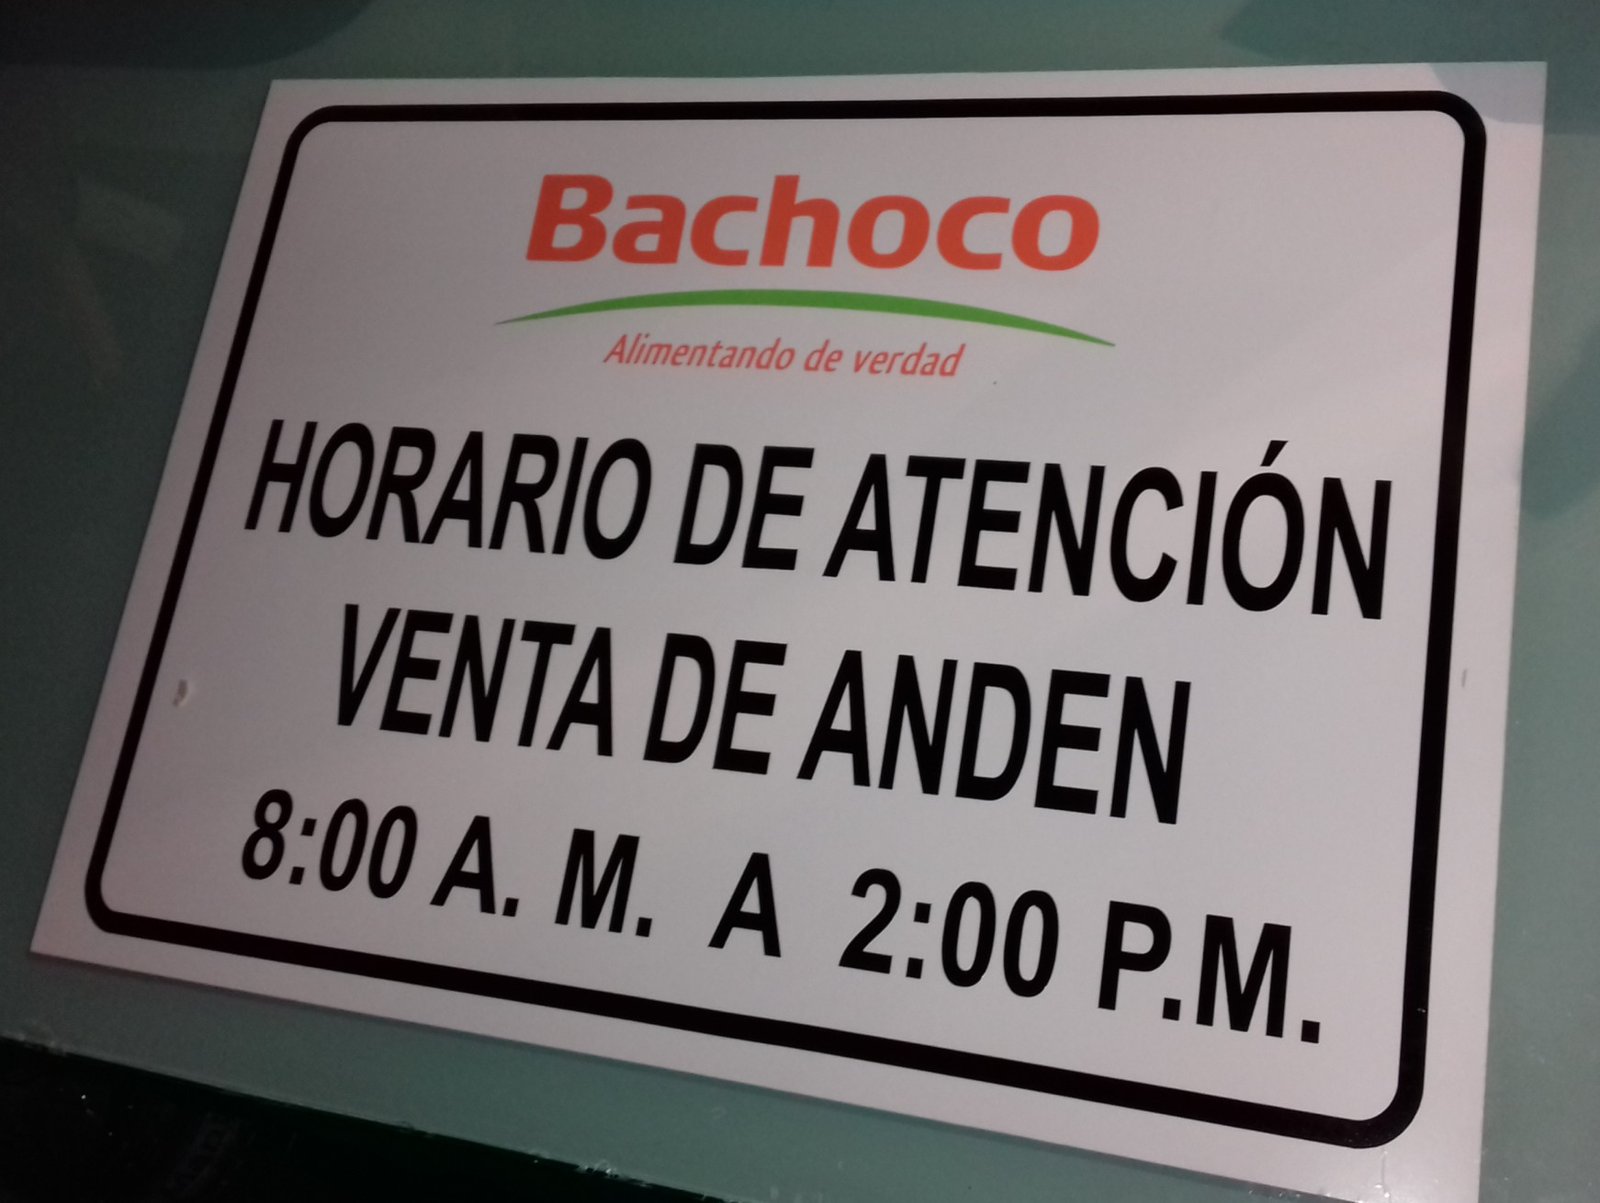 Bachoco
Alimentando de verdad
HORARIO DE ATENCIÓN
VENTA DE ANDEN
8:00 A. M. A 2:00 P.M.